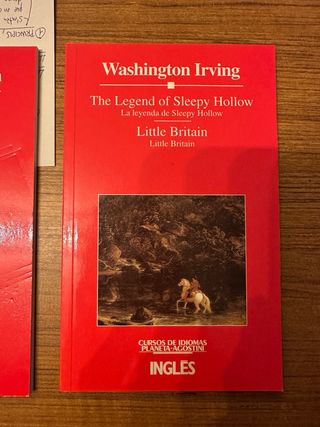 Washington Irving
The Legend of Sleepy Hollow
La leyenda de Sleepy Hollow
Little Britain
Little Britain
CURSOS DE IDIOMAS
PLANETA-AGOSTINI
INGLÉS